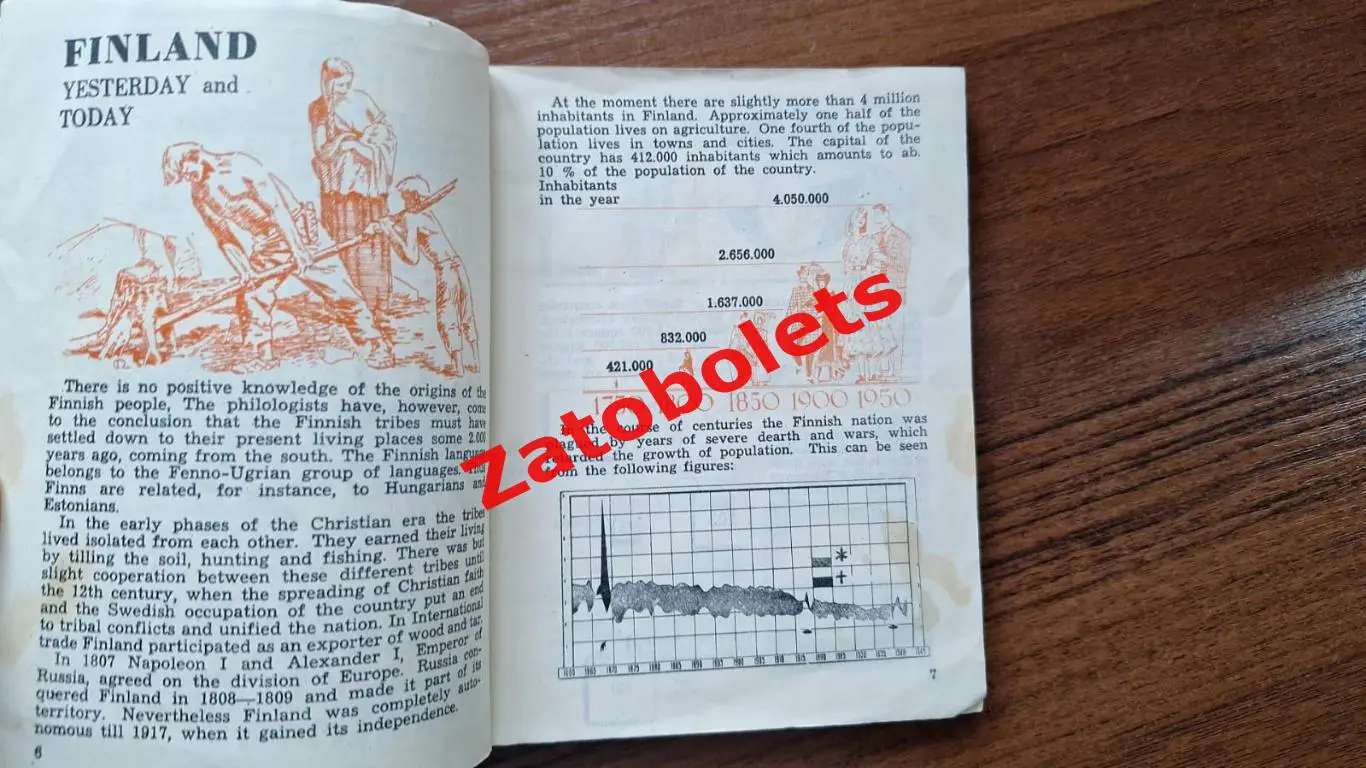 FINLAND
YESTERDAY and
TODAY
There is no positive knowledge of the origins of the
Finnish people, The philologists have, however, come
to the conclusion that the Finnish tribes must have
settled down to their present living places some 2.000
years ago, coming from the south. The Finnish language
belongs to the Fenno-Ugrian group of languages. The
Finns are related, for instance, to Hungarians and
Estonians.
In the early phases of the Christian era the tribes
lived isolated from each other. They earned their living
by tilling the soil, hunting and fishing. There was but
slight cooperation between these different tribes until
the 12th century, when the spreading of Christian faith
and the Swedish occupation of the country put an end
to tribal conflicts and unified the nation. In International
trade Finland participated as an exporter of wood and tar.
In 1807 Napoleon I and Alexander I, Emperor of
Russia, agreed on the division of Europe. Russia con-
quered Finland in 1808—1809 and made it part of its
territory. Nevertheless Finland was completely auto-
nomous till 1917, when it gained its independence.
6
At the moment there are slightly more than 4 million
inhabitants in Finland. Approximately one half of the
population lives on agriculture. One fourth of the popu-
lation lives in towns and cities. The capital of the
country has 412.000 inhabitants which amounts to ab.
10 % of the population of the country.
Inhabitants
in the year 4.050.000
2.656.000
1.637.000
832.000
421.000
1750 1800 1850 1900 1950
In the course of centuries the Finnish nation was
plagued by years of severe dearth and wars, which
retarded the growth of population. This can be seen
from the following figures:
7
Zatobolets